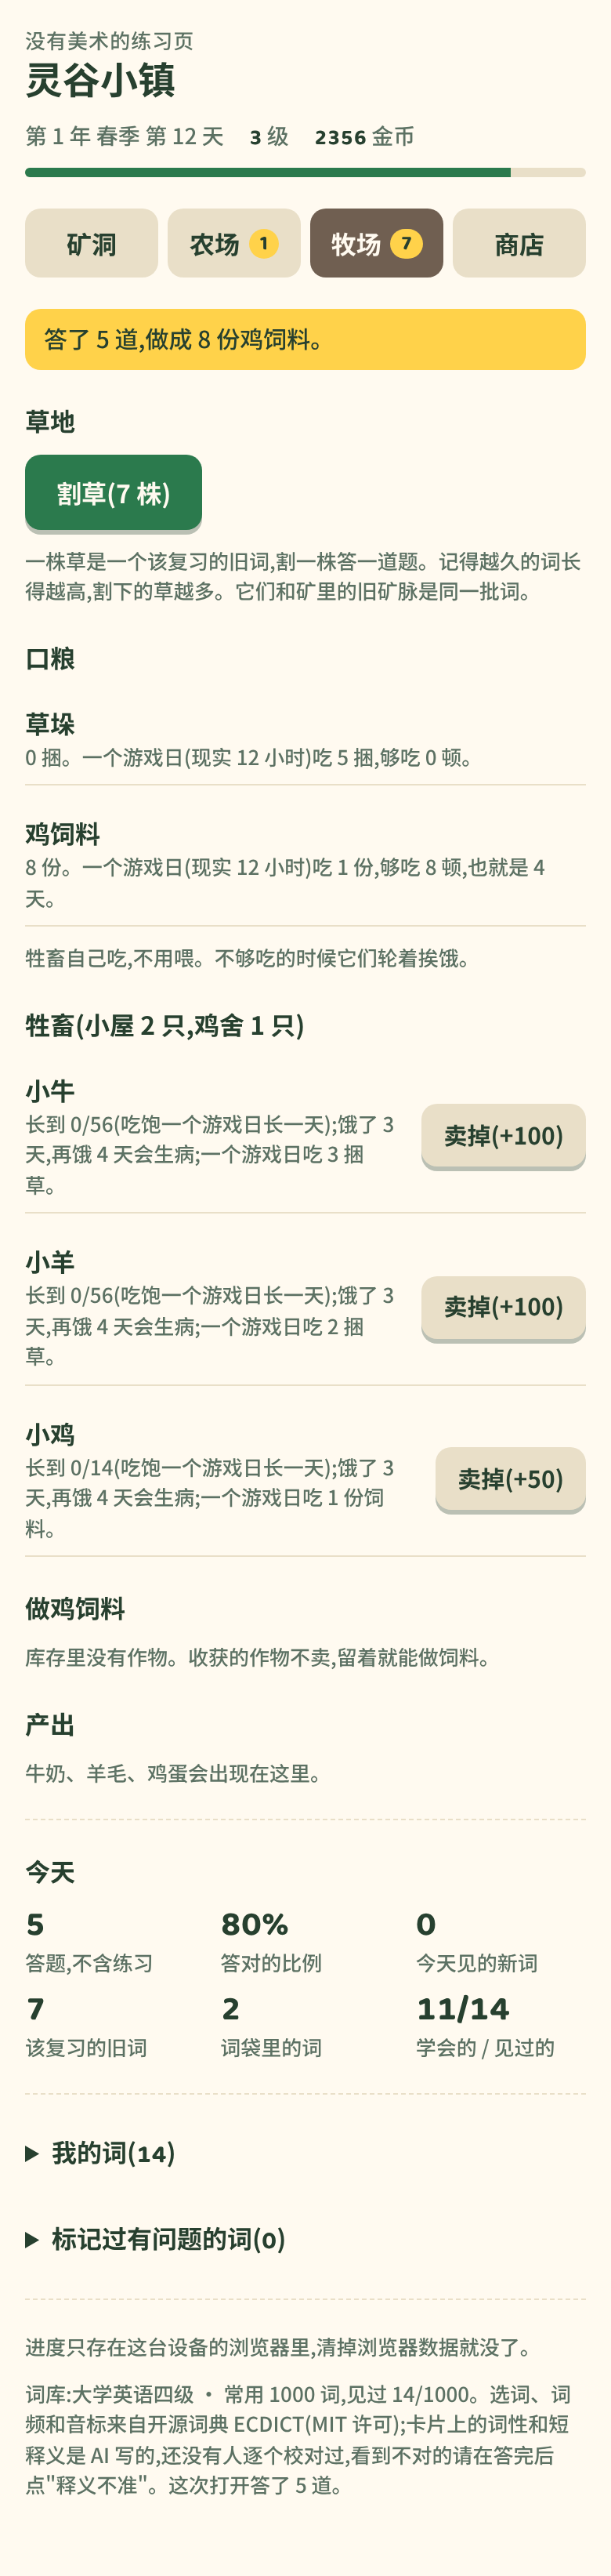 没有美术的练习页
灵谷小镇
第 1 年 春季 第 12 天 3 级 2356 金币
矿洞 农场 1 牧场 7 商店
答了 5 道,做成 8 份鸡饲料。
草地
割草(7 株)
一株草是一个该复习的旧词,割一株答一道题。记得越久的词长
得越高,割下的草越多。它们和矿里的旧矿脉是同一批词。
口粮
草垛
0 捆。一个游戏日(现实 12 小时)吃 5 捆,够吃 0 顿。
鸡饲料
8 份。一个游戏日(现实 12 小时)吃 1 份,够吃 8 顿,也就是 4
天。
牲畜自己吃,不用喂。不够吃的时候它们轮着挨饿。
牲畜(小屋 2 只,鸡舍 1 只)
小牛
长到 0/56(吃饱一个游戏日长一天);饿了 3
天,再饿 4 天会生病;一个游戏日吃 3 捆
草。
卖掉(+100)
小羊
长到 0/56(吃饱一个游戏日长一天);饿了 3
天,再饿 4 天会生病;一个游戏日吃 2 捆
草。
卖掉(+100)
小鸡
长到 0/14(吃饱一个游戏日长一天);饿了 3
天,再饿 4 天会生病;一个游戏日吃 1 份饲
料。
卖掉(+50)
做鸡饲料
库存里没有作物。收获的作物不卖,留着就能做饲料。
产出
牛奶、羊毛、鸡蛋会出现在这里。
今天
5 80% 0
答题,不含练习 答对的比例 今天见的新词
7 2 11/14
该复习的旧词 词袋里的词 学会的 / 见过的
▶ 我的词(14)
▶ 标记过有问题的词(0)
进度只存在这台设备的浏览器里,清掉浏览器数据就没了。
词库:大学英语四级 · 常用 1000 词,见过 14/1000。选词、词
频和音标来自开源词典 ECDICT(MIT 许可);卡片上的词性和短
释义是 AI 写的,还没有人逐个校对过,看到不对的请在答完后
点"释义不准"。这次打开答了 5 道。